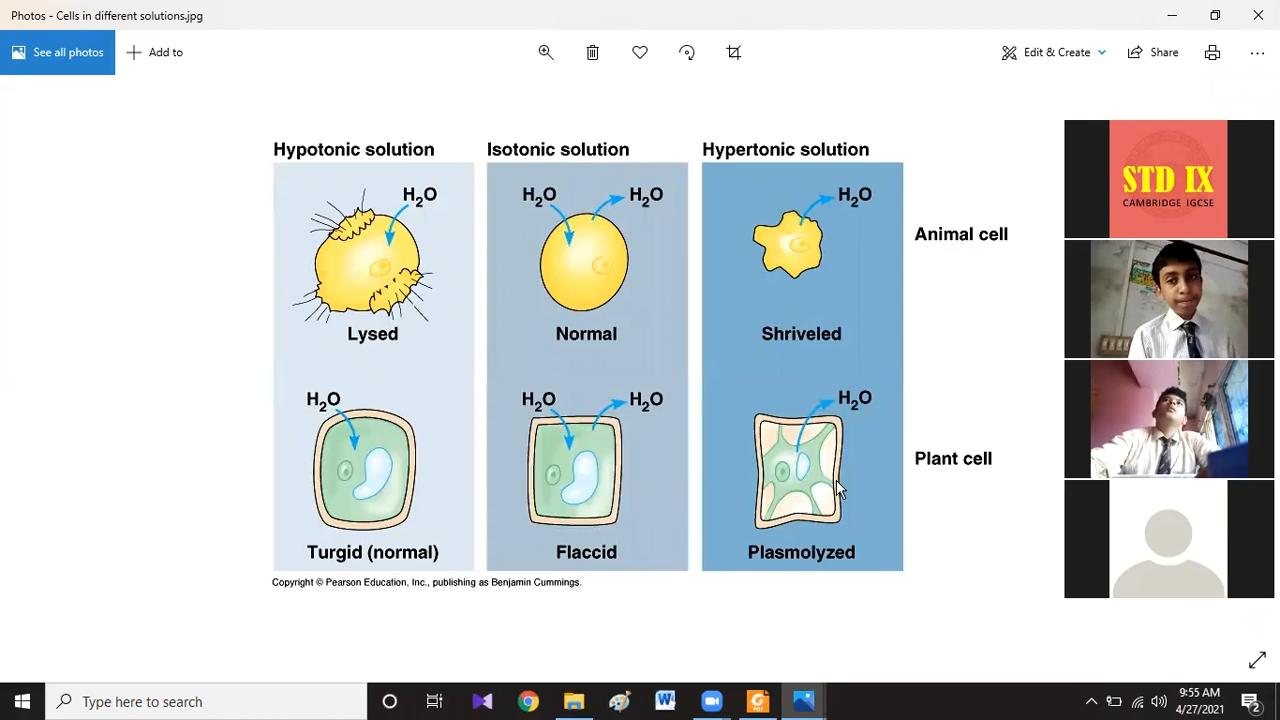 Photos - Cells in different solutions.jpg
See all photos
Add to
Edit & Create
Share
Hypotonic solution
Isotonic solution
Hypertonic solution
H2O
H2O
H2O
H2O
Animal cell
Lysed
Normal
Shriveled
H2O
H2O
H2O
H2O
Plant cell
Turgid (normal)
Flaccid
Plasmolyzed
Copyright © Pearson Education, Inc., publishing as Benjamin Cummings.
STD IX
CAMBRIDGE IGCSE
Type here to search
9:55 AM
4/27/2021
2